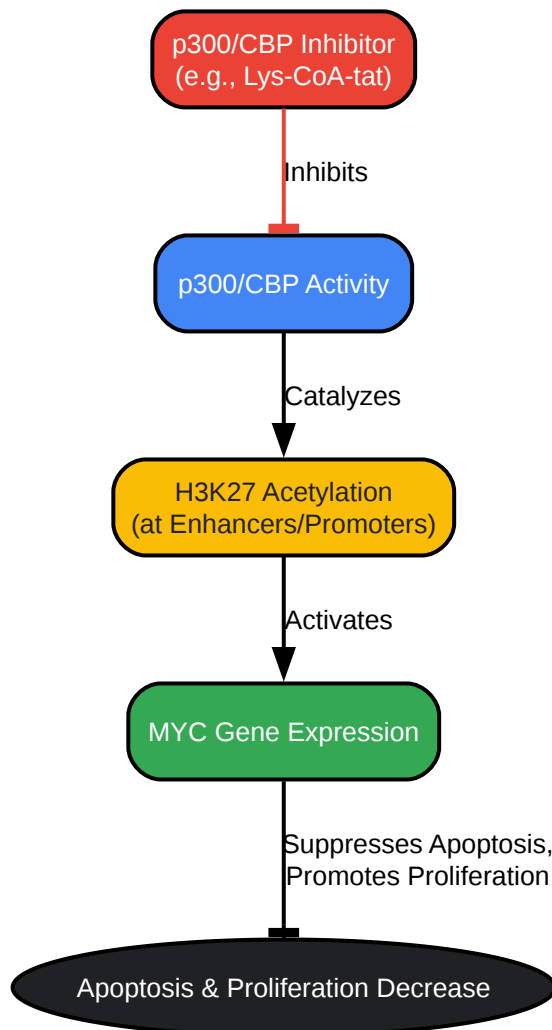 p300/CBP Inhibitor
(e.g., Lys-CoA-tat)
Inhibits
p300/CBP Activity
Catalyzes
H3K27 Acetylation
(at Enhancers/Promoters)
Activates
MYC Gene Expression
Suppresses Apoptosis,
Promotes Proliferation
Apoptosis & Proliferation Decrease